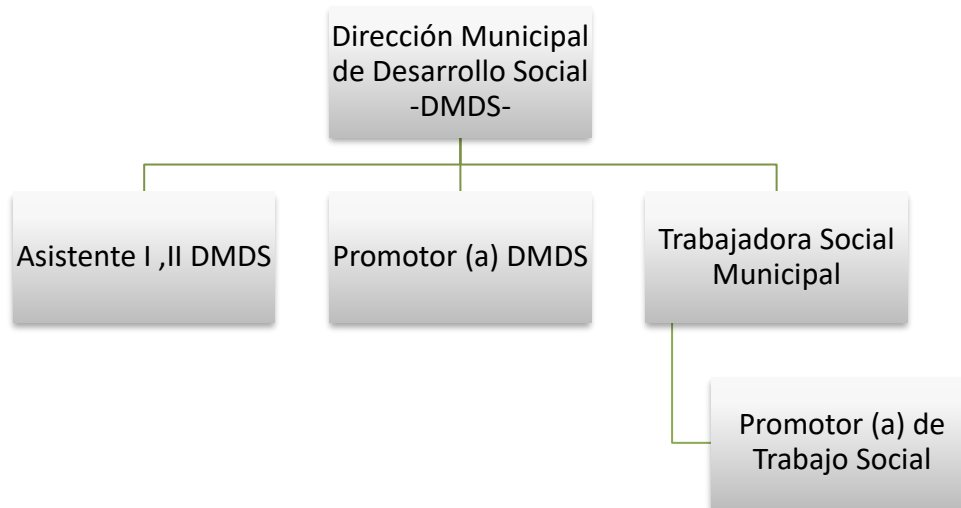 Dirección Municipal
de Desarrollo Social
-DMDS-
Asistente I ,II DMDS
Promotor (a) DMDS
Trabajadora Social
Municipal
Promotor (a) de
Trabajo Social